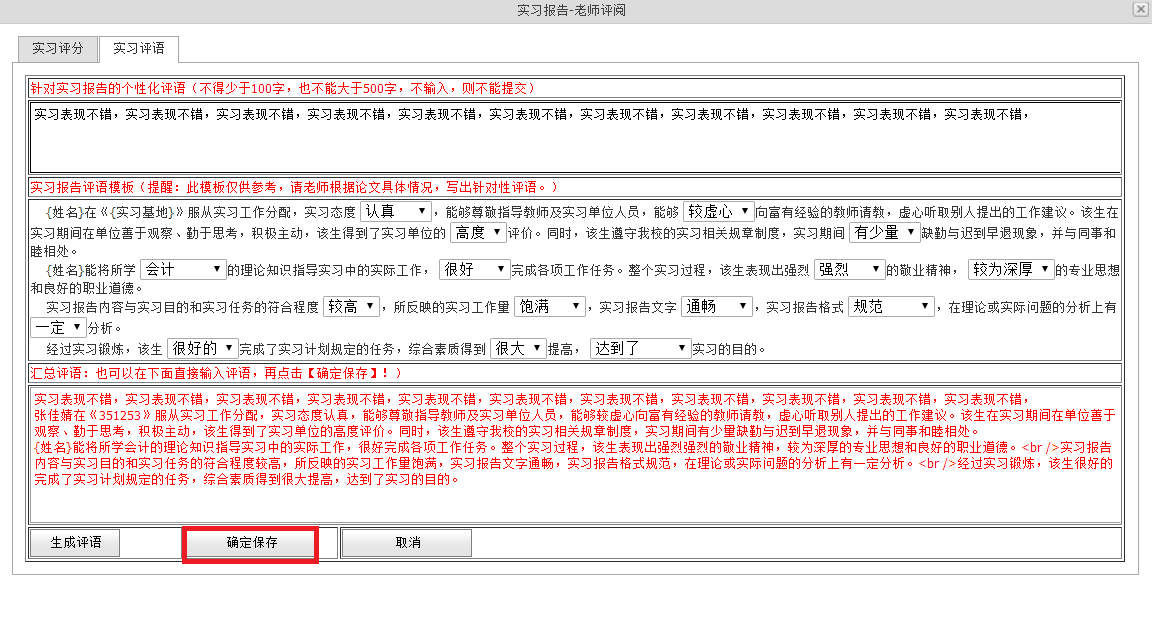 实习报告-老师评阅
实习评分 实习评语
针对实习报告的个性化评语（不得少于100字，也不能大于500字，不输入，则不能提交）
实习表现不错，实习表现不错，实习表现不错，实习表现不错，实习表现不错，实习表现不错，实习表现不错，实习表现不错，实习表现不错，实习表现不错，实习表现不错，
实习报告评语模板（提醒：此模板仅供参考，请老师根据论文具体情况，写出针对性评语。）
{姓名}在《{实习基地}》服从实习工作分配，实习态度 认真 ，能够尊敬指导教师及实习单位人员，能够 较虚心 向富有经验的教师请教，虚心听取别人提出的工作建议。该生在
实习期间在单位善于观察、勤于思考，积极主动，该生得到了实习单位的 高度 评价。同时，该生遵守我校的实习相关规章制度，实习期间 有少量 缺勤与迟到早退现象，并与同事和
睦相处。
{姓名}能将所学 会计 的理论知识指导实习中的实际工作， 很好 完成各项工作任务。整个实习过程，该生表现出强烈 强烈 的敬业精神， 较为深厚 的专业思想
和良好的职业道德。
实习报告内容与实习目的和实习任务的符合程度 较高 ，所反映的实习工作量 饱满 ，实习报告文字 通畅 ，实习报告格式 规范 ，在理论或实际问题的分析上有
一定 分析。
经过实习锻炼，该生 很好的 完成了实习计划规定的任务，综合素质得到 很大 提高， 达到了 实习的目的。
汇总评语：也可以在下面直接输入评语，再点击【确定保存】！）
实习表现不错，实习表现不错，实习表现不错，实习表现不错，实习表现不错，实习表现不错，实习表现不错，实习表现不错，实习表现不错，实习表现不错，实习表现不错，
张佳婧在《351253》服从实习工作分配，实习态度认真，能够尊敬指导教师及实习单位人员，能够较虚心向富有经验的教师请教，虚心听取别人提出的工作建议。该生在实习期间在单位善于
观察、勤于思考，积极主动，该生得到了实习单位的高度评价。同时，该生遵守我校的实习相关规章制度，实习期间有少量缺勤与迟到早退现象，并与同事和睦相处。
{姓名}能将所学会计的理论知识指导实习中的实际工作，很好完成各项工作任务。整个实习过程，该生表现出强烈强烈的敬业精神，较为深厚的专业思想和良好的职业道德。<br />实习报告
内容与实习目的和实习任务的符合程度较高，所反映的实习工作量饱满，实习报告文字通畅，实习报告格式规范，在理论或实际问题的分析上有一定分析。<br />经过实习锻炼，该生很好的
完成了实习计划规定的任务，综合素质得到很大提高，达到了实习的目的。
生成评语 确定保存 取消